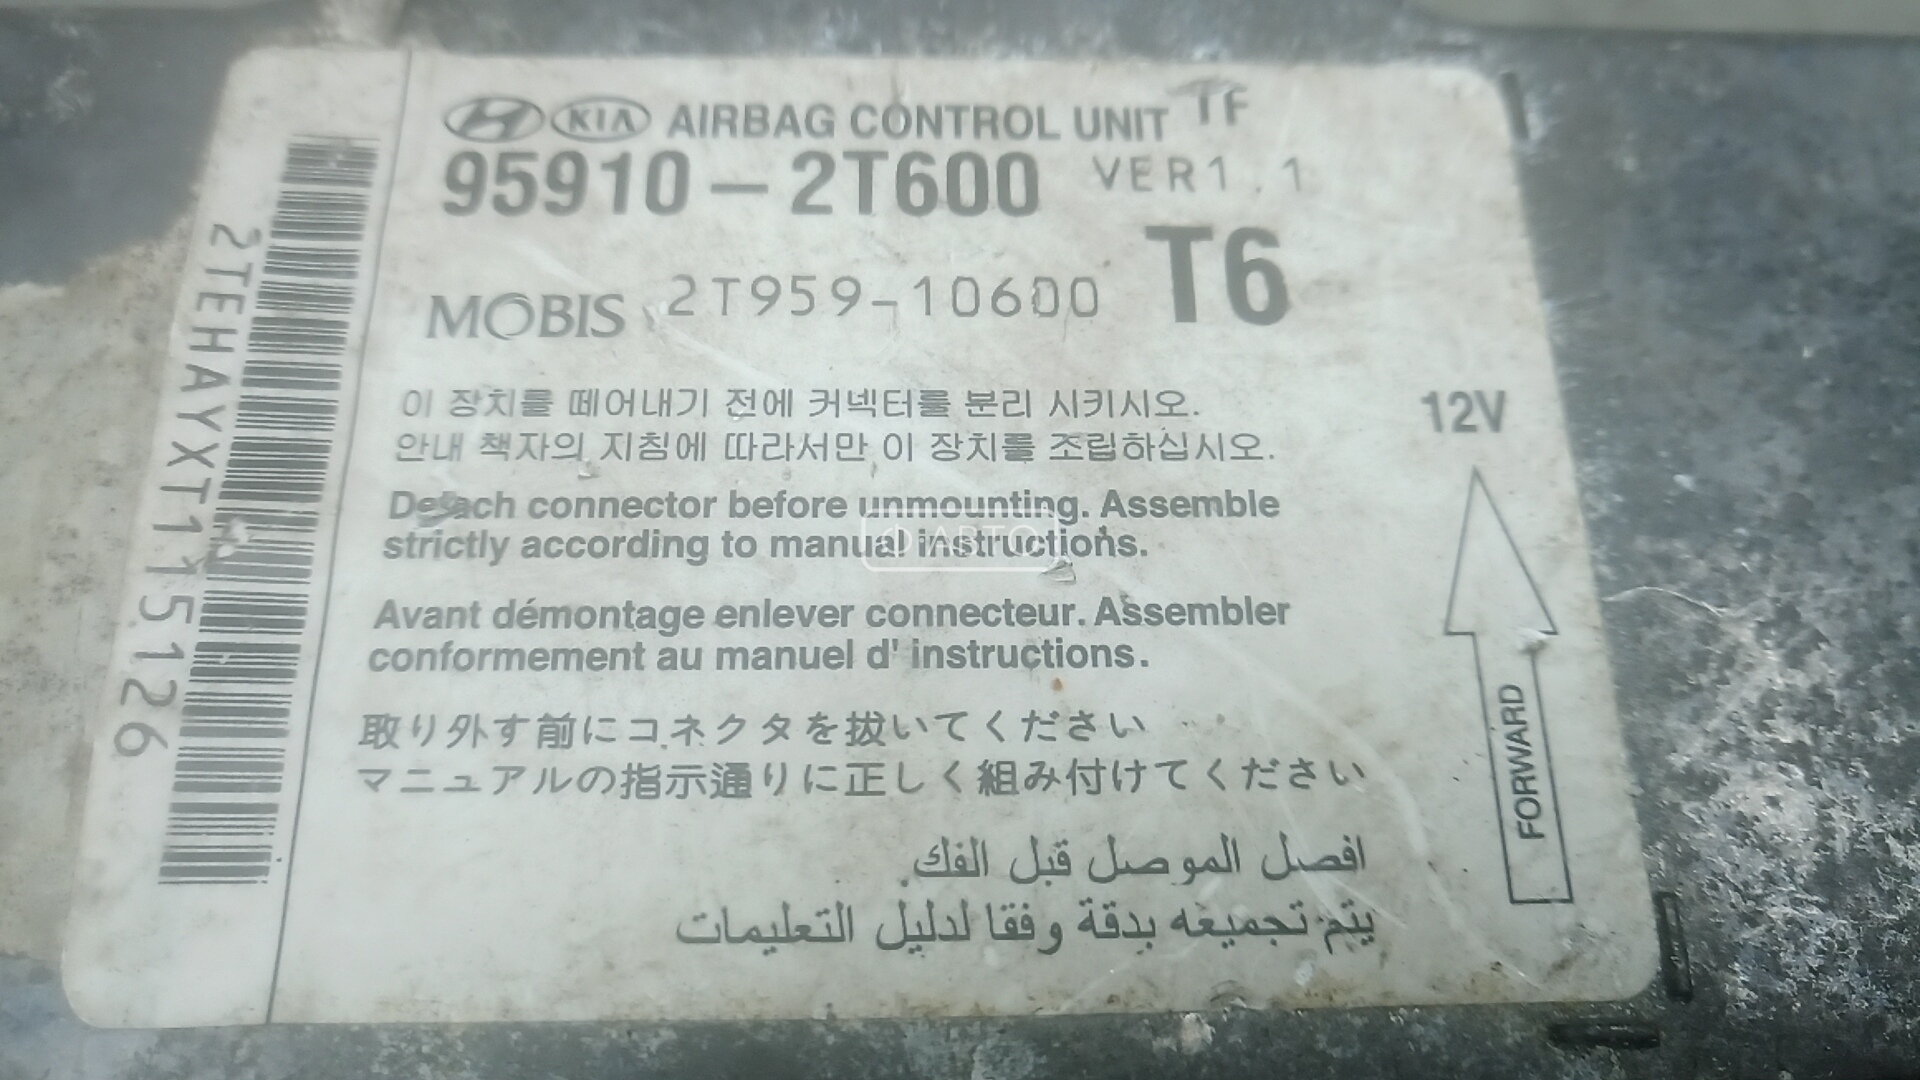 KIA AIRBAG CONTROL UNIT TF
95910-2T600 VER1.1
T6
MOBIS 2T959-10600
이 장치를 떼어내기 전에 커넥터를 분리 시키시오.
안내 책자의 지침에 따라서만 이 장치를 조립하십시오.
12V
Detach connector before unmounting. Assemble
strictly according to manual instructions.
Avant démontage enlever connecteur. Assembler
conformement au manuel d' instructions.
取り外す前にコネクタを抜いてください
マニュアルの指示通りに正しく組み付けてください
افصل الموصل قبل الفك.
يتم تجميعه بدقة وفقا لدليل التعليمات
FORWARD
2TEHAYXT115126
АВТО